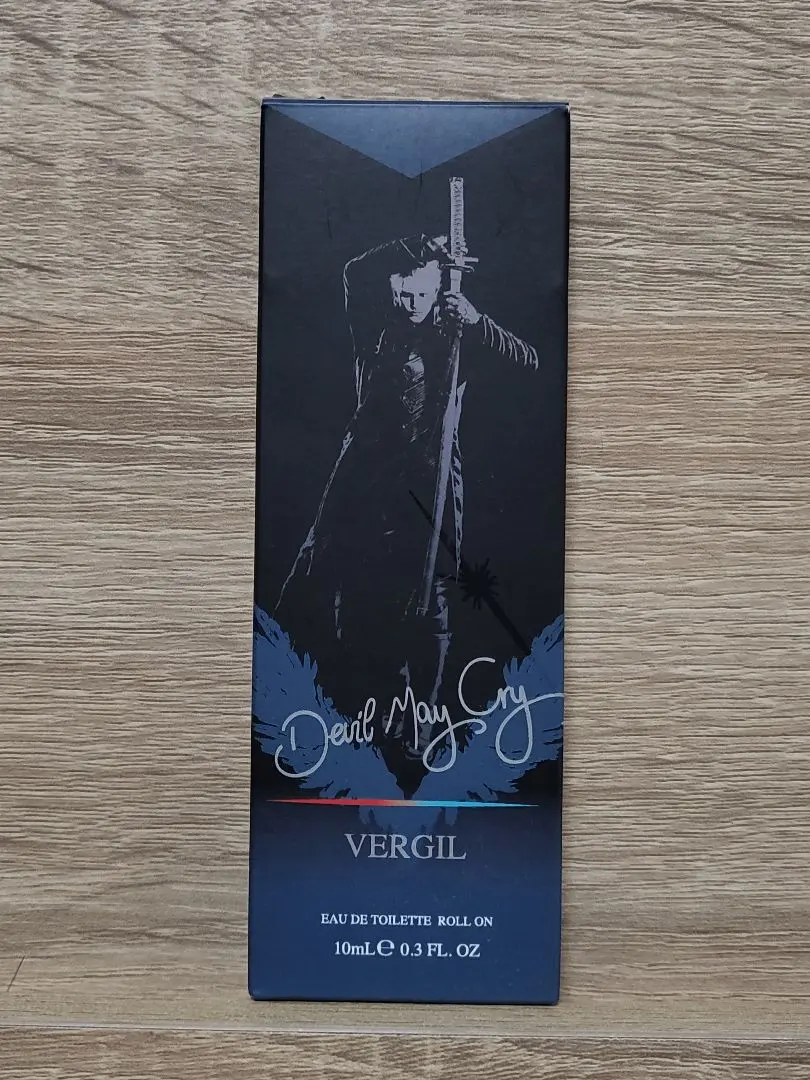 Devil May Cry
VERGIL
EAU DE TOILETTE ROLL ON
10mL℮ 0.3 FL. OZ